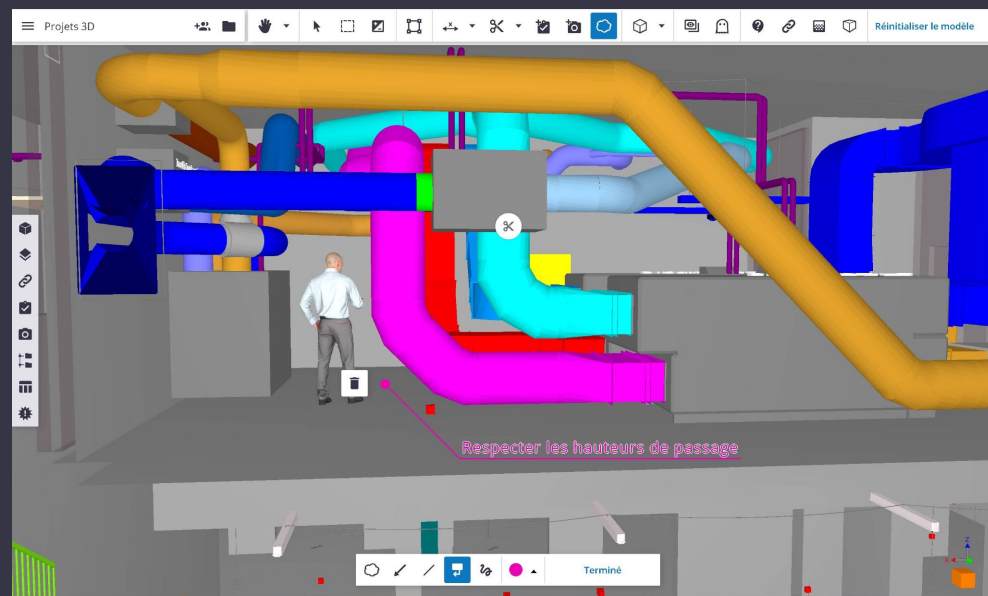 Projets 3D
Réinitialiser le modèle
Respecter les hauteurs de passage
Z
X
Terminé